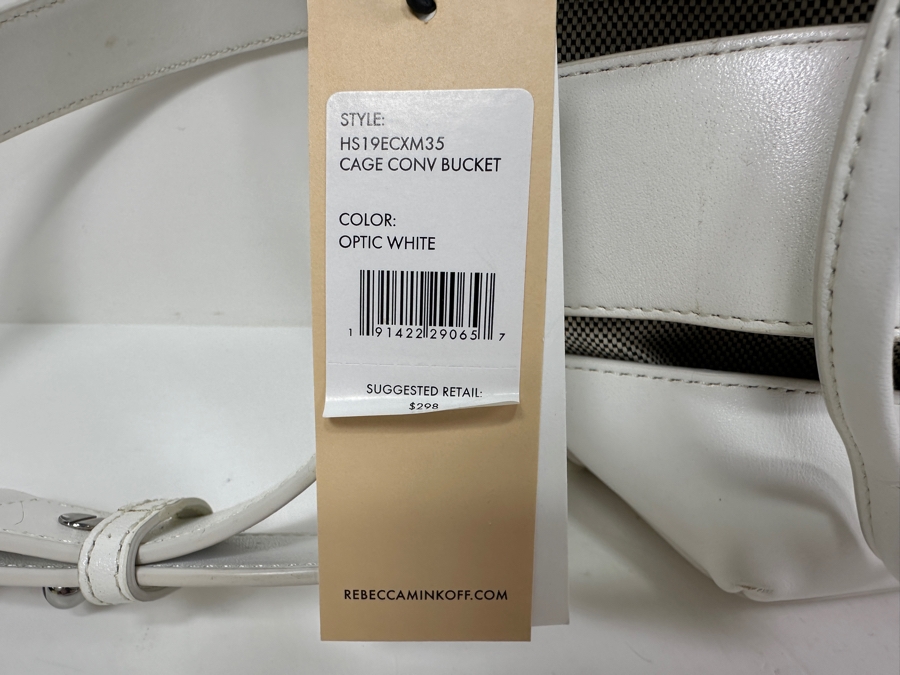 STYLE:
HS19ECXM35
CAGE CONV BUCKET
COLOR:
OPTIC WHITE
1 91422 29065 7
SUGGESTED RETAIL:
$298
REBECCAMINKOFF.COM